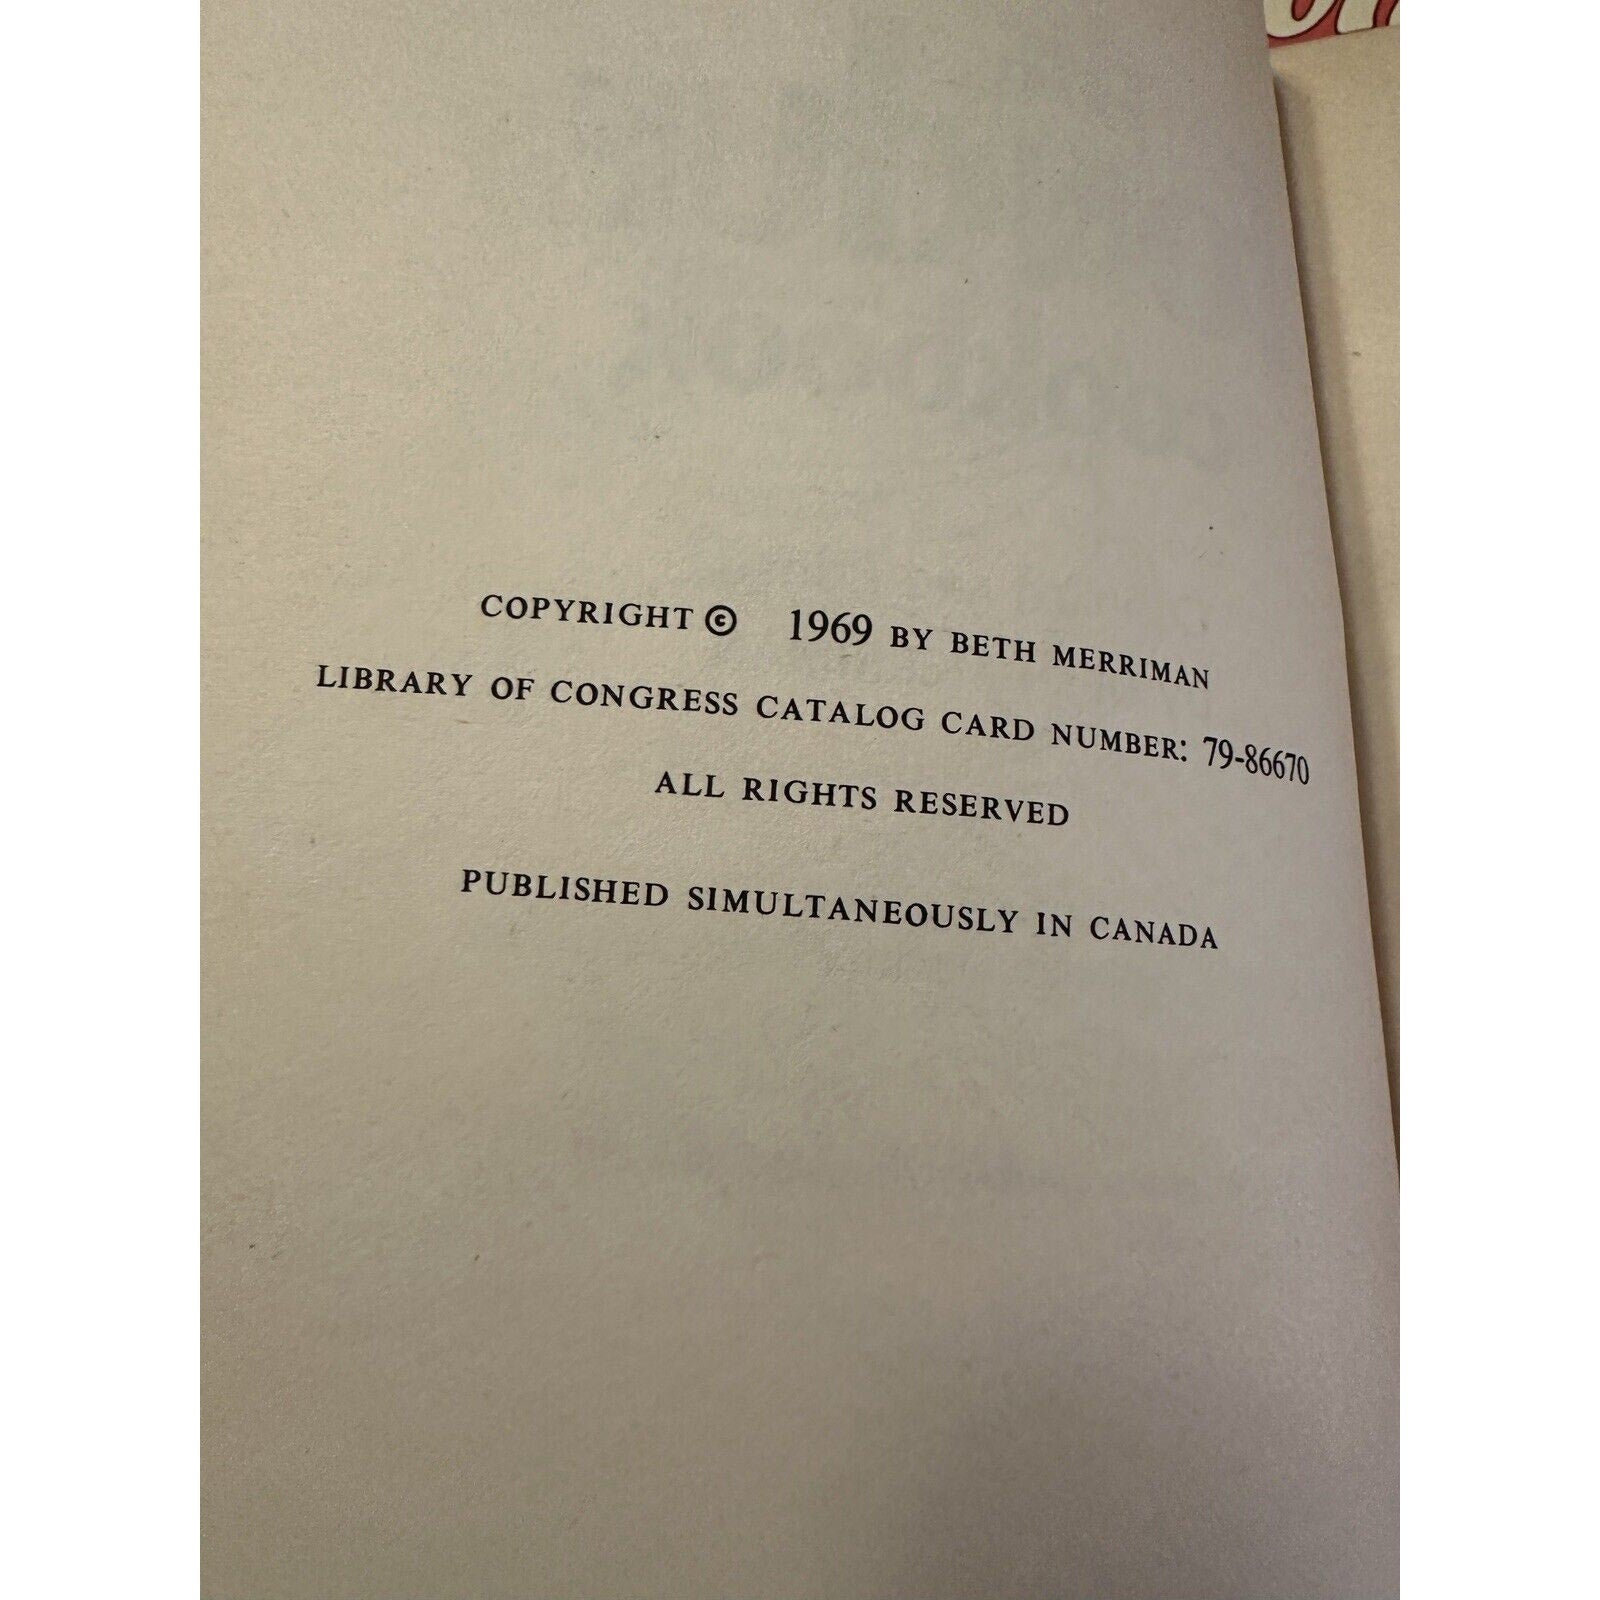 COPYRIGHT © 1969 BY BETH MERRIMAN
LIBRARY OF CONGRESS CATALOG CARD NUMBER: 79-86670
ALL RIGHTS RESERVED
PUBLISHED SIMULTANEOUSLY IN CANADA